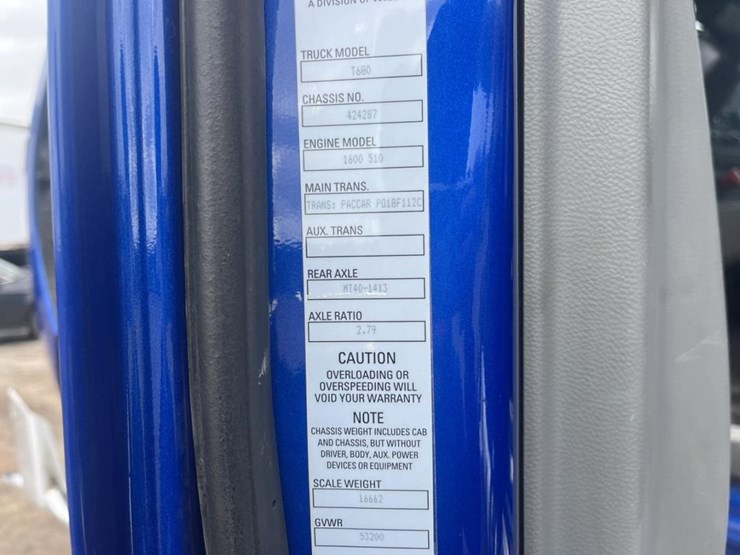 A DIVISION OF
TRUCK MODEL
T680
CHASSIS NO.
424287
ENGINE MODEL
1600 510
MAIN TRANS.
TRANS: PACCAR PO18F112C
AUX. TRANS
REAR AXLE
MT40-1413
AXLE RATIO
2.79
CAUTION
OVERLOADING OR
OVERSPEEDING WILL
VOID YOUR WARRANTY
NOTE
CHASSIS WEIGHT INCLUDES CAB
AND CHASSIS, BUT WITHOUT
DRIVER, BODY, AUX. POWER
DEVICES OR EQUIPMENT
SCALE WEIGHT
16662
GVWR
53200